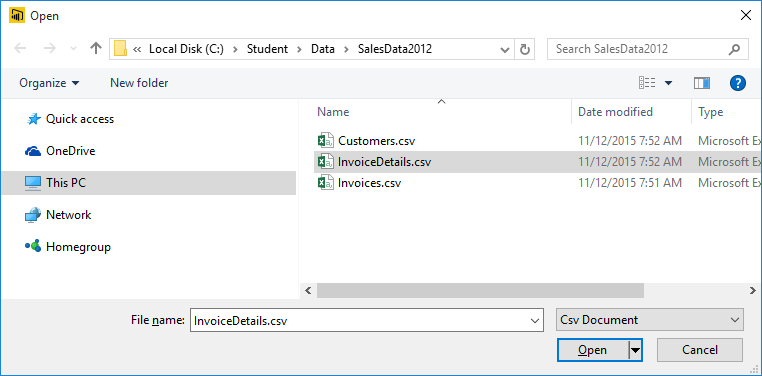 Open
« Local Disk (C:) › Student › Data › SalesData2012
Search SalesData2012
Organize
New folder
Name
Date modified
Type
Quick access
OneDrive
This PC
Network
Homegroup
Customers.csv 11/12/2015 7:52 AM Microsoft Ex
InvoiceDetails.csv 11/12/2015 7:52 AM Microsoft Ex
Invoices.csv 11/12/2015 7:51 AM Microsoft Ex
File name: InvoiceDetails.csv
Csv Document
Open
Cancel